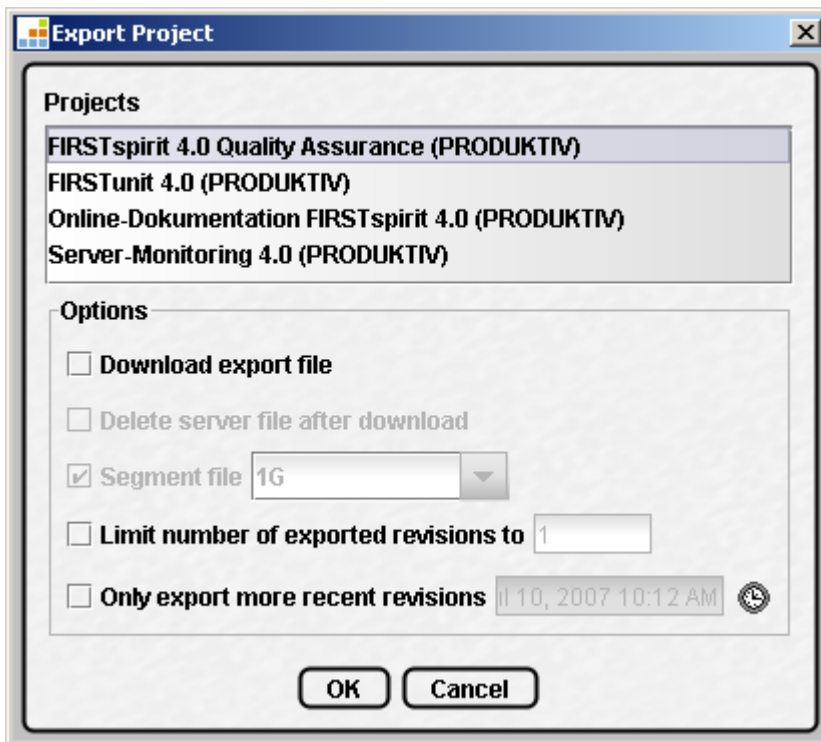 Export Project
Projects
FIRSTspirit 4.0 Quality Assurance (PRODUKTIV)
FIRSTunit 4.0 (PRODUKTIV)
Online-Dokumentation FIRSTspirit 4.0 (PRODUKTIV)
Server-Monitoring 4.0 (PRODUKTIV)
Options
Download export file
Delete server file after download
Segment file 1G
Limit number of exported revisions to 1
Only export more recent revisions 10, 2007 10:12 AM
OK Cancel